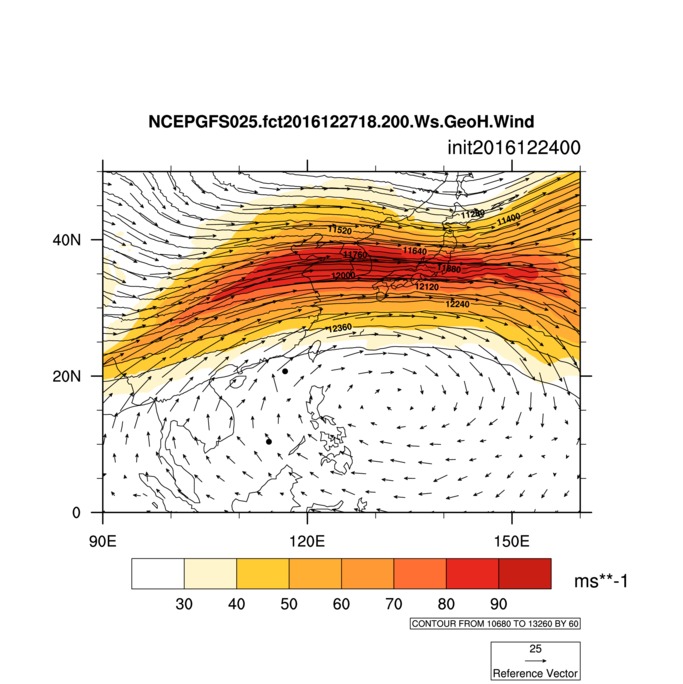 NCEPGFS025.fct2016122718.200.Ws.GeoH.Wind
init2016122400
11280
11400
11520
11640
11760
11880
12000
12120
12240
12360
40N
20N
0
90E 120E 150E
30 40 50 60 70 80 90
ms**-1
CONTOUR FROM 10680 TO 13260 BY 60
25
Reference Vector